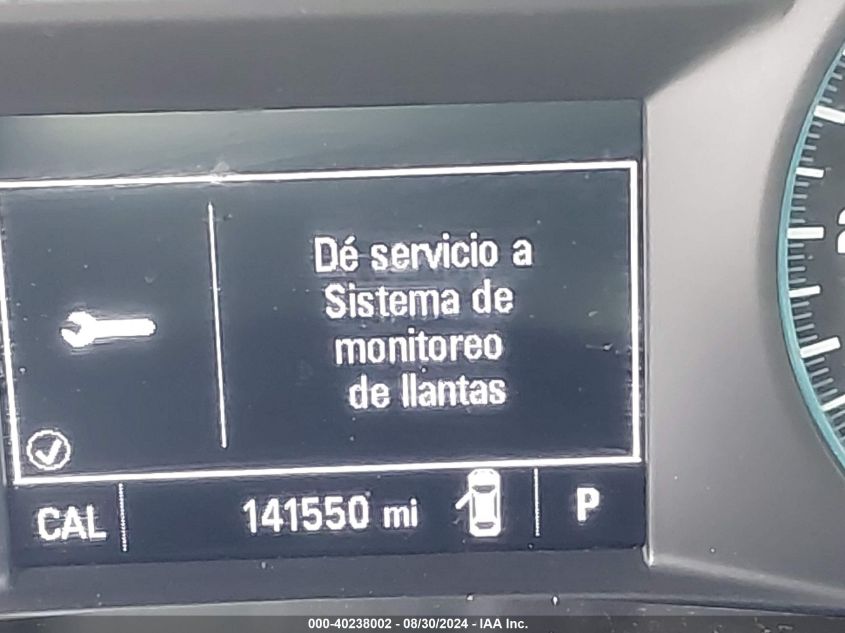 Dé servicio a
Sistema de
monitoreo
de llantas
CAL 141550 mi P
000-40238002 - 08/30/2024 - IAA Inc.